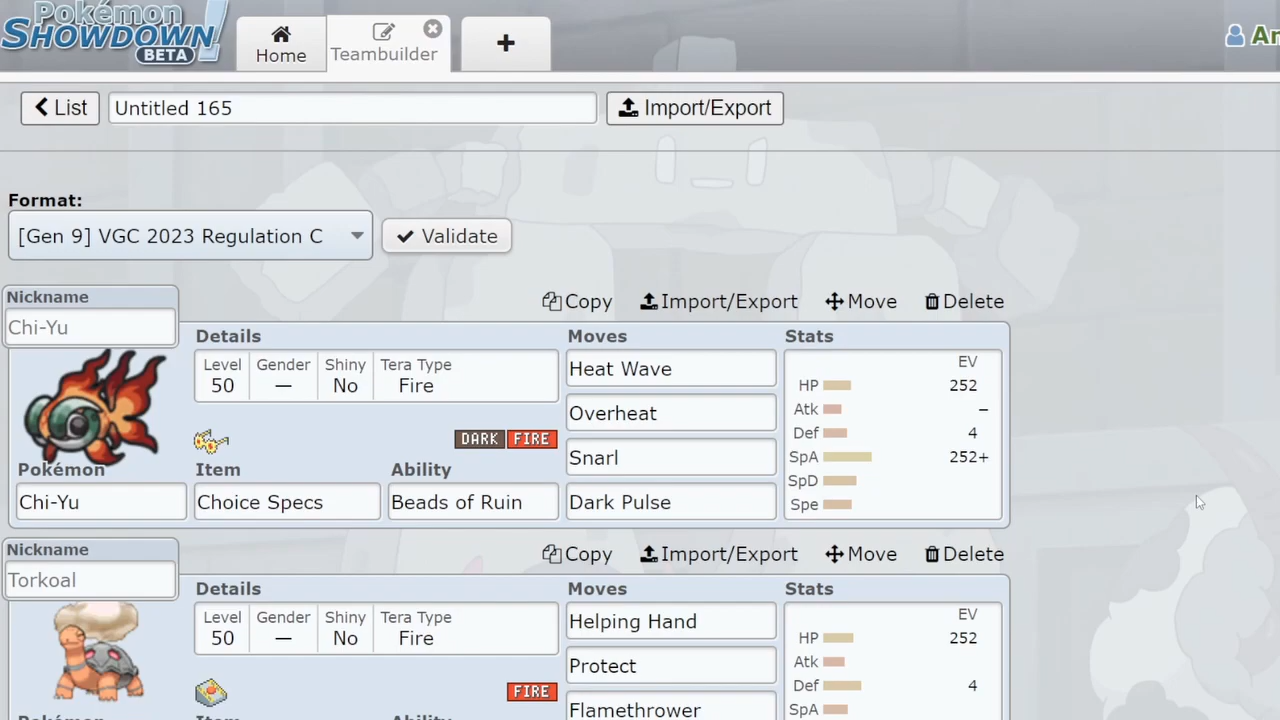 Pokémon
SHOWDOWN!
BETA
Home
Teambuilder
+
Ar
List
Untitled 165
Import/Export
Format:
[Gen 9] VGC 2023 Regulation C
Validate
Nickname
Chi-Yu
Copy
Import/Export
Move
Delete
Details
Moves
Stats
Level
Gender
Shiny
Tera Type
50
—
No
Fire
DARK
FIRE
Pokémon
Item
Ability
Chi-Yu
Choice Specs
Beads of Ruin
Heat Wave
Overheat
Snarl
Dark Pulse
EV
HP 252
Atk –
Def 4
SpA 252+
SpD
Spe
Nickname
Torkoal
Copy
Import/Export
Move
Delete
Details
Moves
Stats
Level
Gender
Shiny
Tera Type
50
—
No
Fire
FIRE
Pokémon
Item
Ability
Helping Hand
Protect
Flamethrower
EV
HP 252
Atk
Def 4
SpA